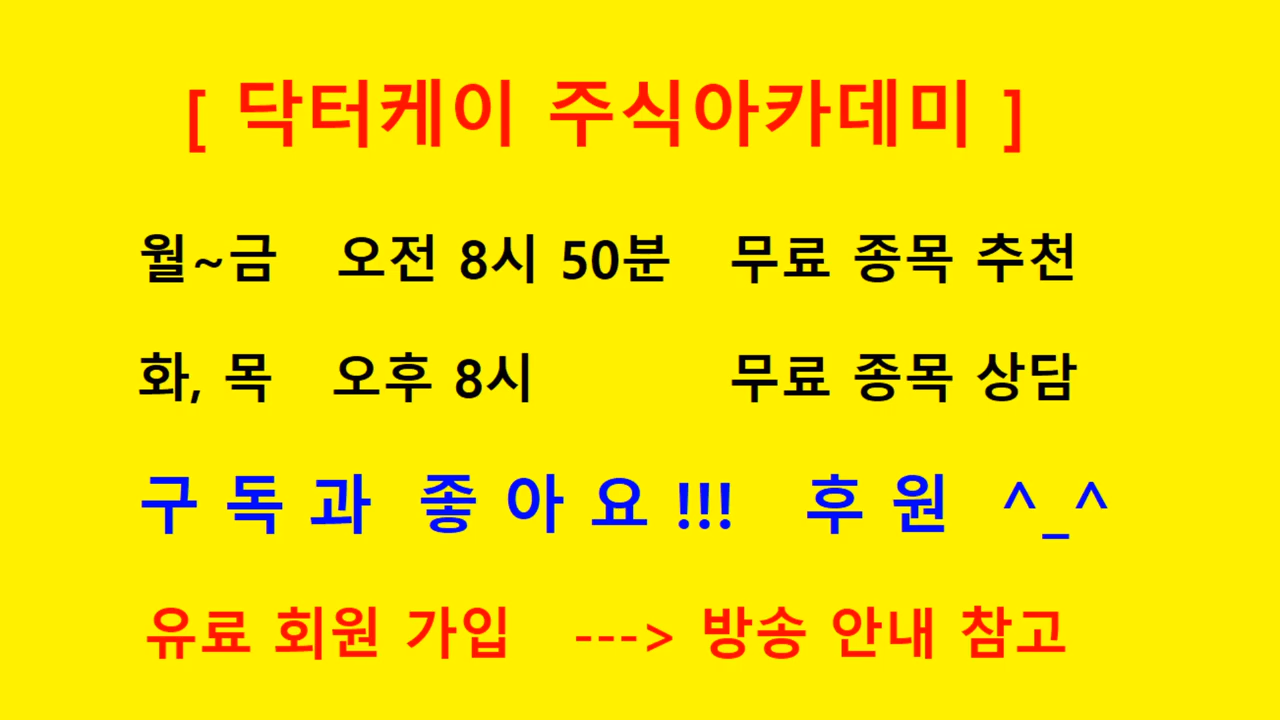 [ 닥터케이 주식아카데미 ]
월~금 오전 8시 50분 무료 종목 추천
화, 목 오후 8시 무료 종목 상담
구 독 과 좋 아 요 !!! 후 원 ^_^
유료 회원 가입 ---> 방송 안내 참고